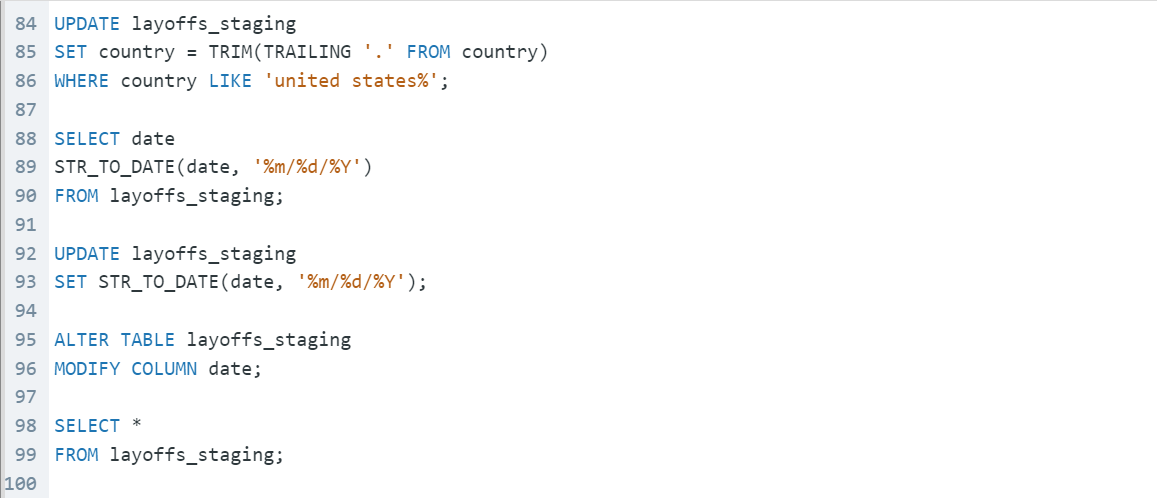 84 UPDATE layoffs_staging
85 SET country = TRIM(TRAILING '.' FROM country)
86 WHERE country LIKE 'united states%';
87
88 SELECT date
89 STR_TO_DATE(date, '%m/%d/%Y')
90 FROM layoffs_staging;
91
92 UPDATE layoffs_staging
93 SET STR_TO_DATE(date, '%m/%d/%Y');
94
95 ALTER TABLE layoffs_staging
96 MODIFY COLUMN date;
97
98 SELECT *
99 FROM layoffs_staging;
100